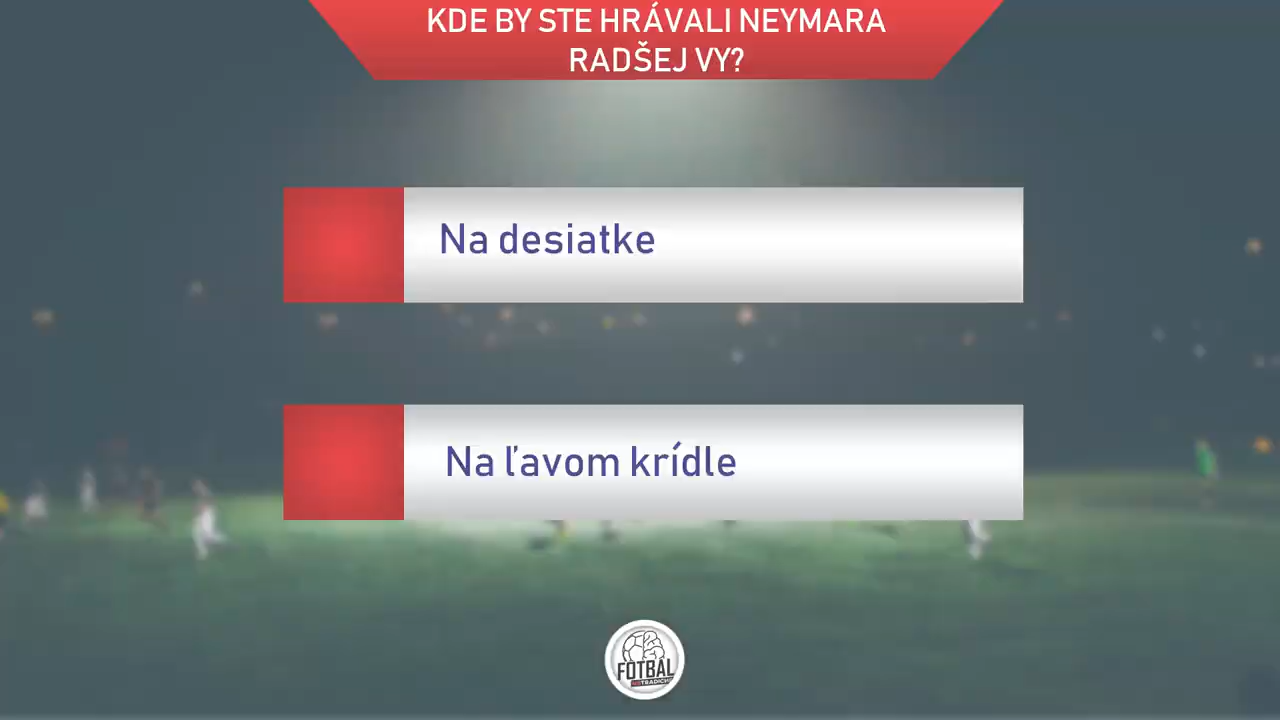 KDE BY STE HRÁVALI NEYMARA
RADŠEJ VY?
Na desiatke
Na ľavom krídle
FOTBAL